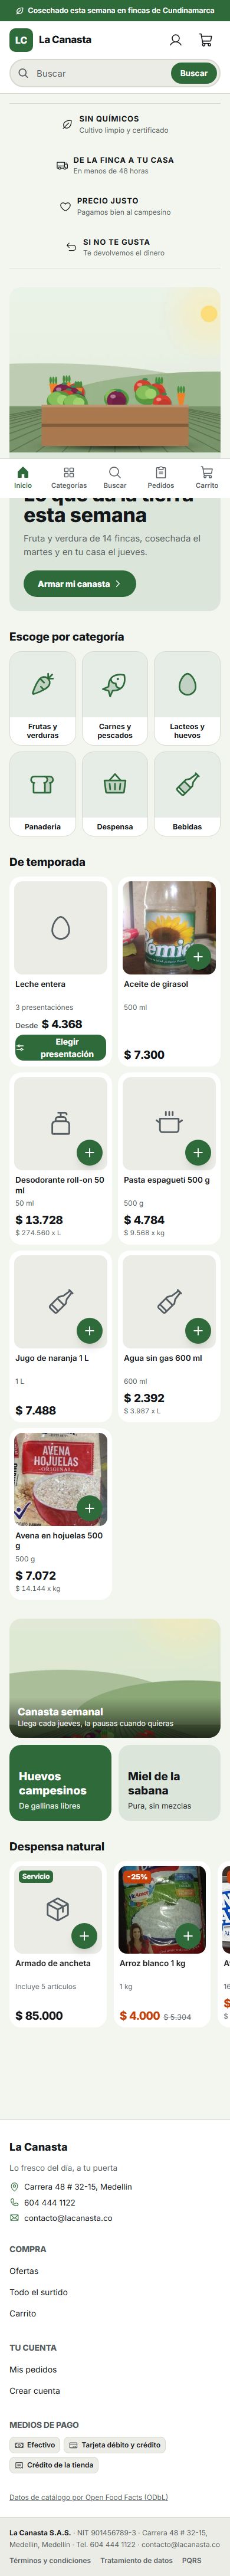 Cosechado esta semana en fincas de Cundinamarca
LC
La Canasta
Buscar
Buscar
SIN QUÍMICOS
Cultivo limpio y certificado
DE LA FINCA A TU CASA
En menos de 48 horas
PRECIO JUSTO
Pagamos bien al campesino
SI NO TE GUSTA
Te devolvemos el dinero
Inicio
Categorías
Buscar
Pedidos
Carrito
Lo que da la tierra
esta semana
Fruta y verdura de 14 fincas, cosechada el
martes y en tu casa el jueves.
Armar mi canasta
Escoge por categoría
Frutas y
verduras
Carnes y
pescados
Lacteos y
huevos
Panaderia
Despensa
Bebidas
De temporada
Leche entera
3 presentaciónes
Desde $ 4.368
Elegir
presentación
Aceite de girasol
500 ml
$ 7.300
Desodorante roll-on 50
ml
50 ml
$ 13.728
$ 274.560 x L
Pasta espagueti 500 g
500 g
$ 4.784
$ 9.568 x kg
Jugo de naranja 1 L
1 L
$ 7.488
Agua sin gas 600 ml
600 ml
$ 2.392
$ 3.987 x L
AVENA
HOJUELAS
ORIGINAL
Avena en hojuelas 500
g
500 g
$ 7.072
$ 14.144 x kg
Canasta semanal
Llega cada jueves, la pausas cuando quieras
Huevos
campesinos
De gallinas libres
Miel de la
sabana
Pura, sin mezclas
Despensa natural
Servicio
Armado de ancheta
Incluye 5 articulos
$ 85.000
-25%
Arroz blanco 1 kg
1 kg
$ 4.000 $ 5.304
La Canasta
Lo fresco del día, a tu puerta
Carrera 48 # 32-15, Medellín
604 444 1122
contacto@lacanasta.co
COMPRA
Ofertas
Todo el surtido
Carrito
TU CUENTA
Mis pedidos
Crear cuenta
MEDIOS DE PAGO
Efectivo
Tarjeta débito y crédito
Crédito de la tienda
Datos de catálogo por Open Food Facts (ODbL)
La Canasta S.A.S. · NIT 901456789-3 · Carrera 48 # 32-15,
Medellín, Medellín · Tel. 604 444 1122 · contacto@lacanasta.co
Términos y condiciones Tratamiento de datos PQRS